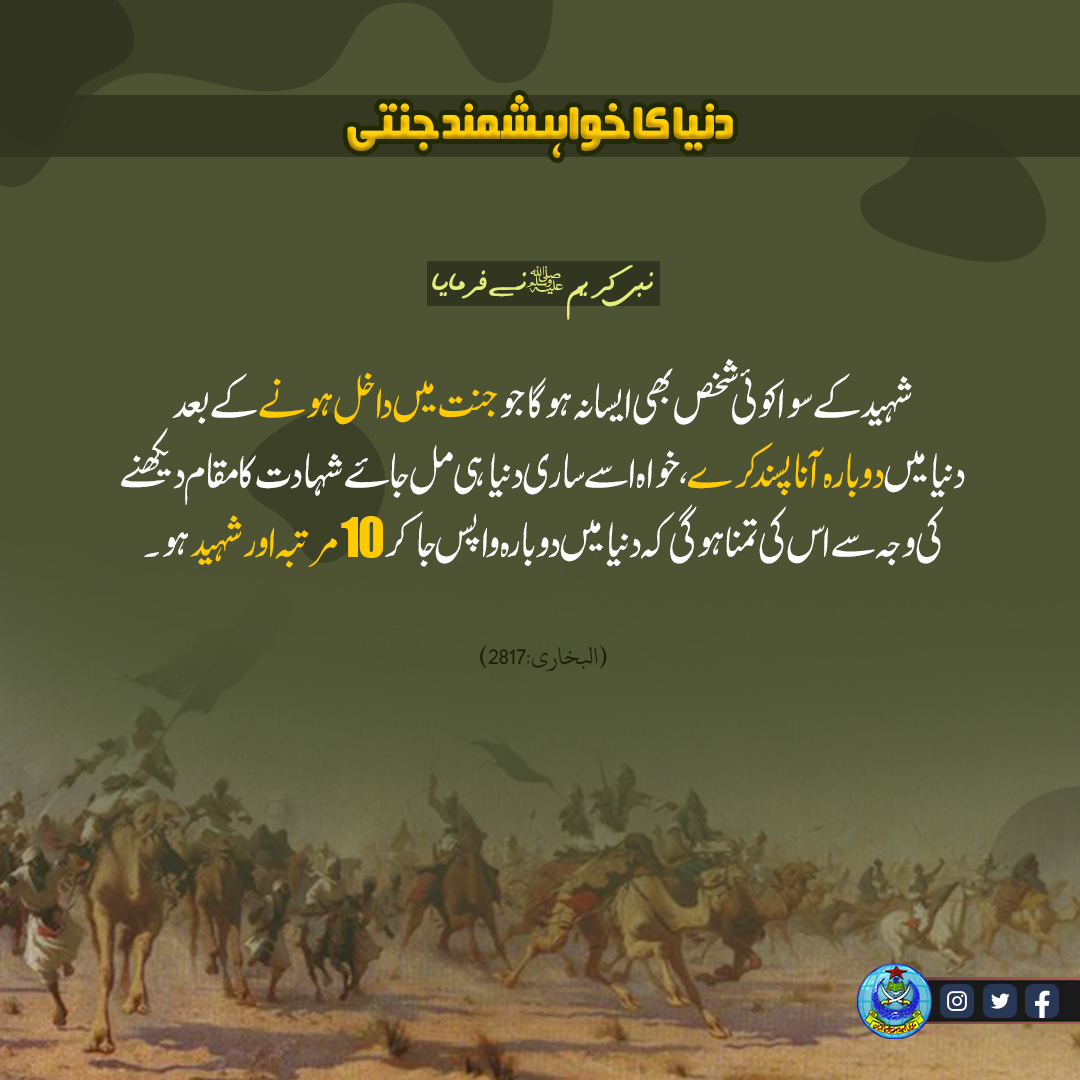 دنیا کا خواہشمند جنتی
نبی کریم ﷺ نے فرمایا
شہید کے سوا کوئی شخص بھی ایسا نہ ہو گا جو جنت میں داخل ہونے کے بعد
دنیا میں دوبارہ آنا پسند کرے، خواہ اسے ساری دنیا ہی مل جائے شہادت کا مقام دیکھنے
کی وجہ سے اس کی تمنا ہو گی کہ دنیا میں دوبارہ واپس جا کر 10 مرتبہ اور شہید ہو۔
(البخاری:2817)